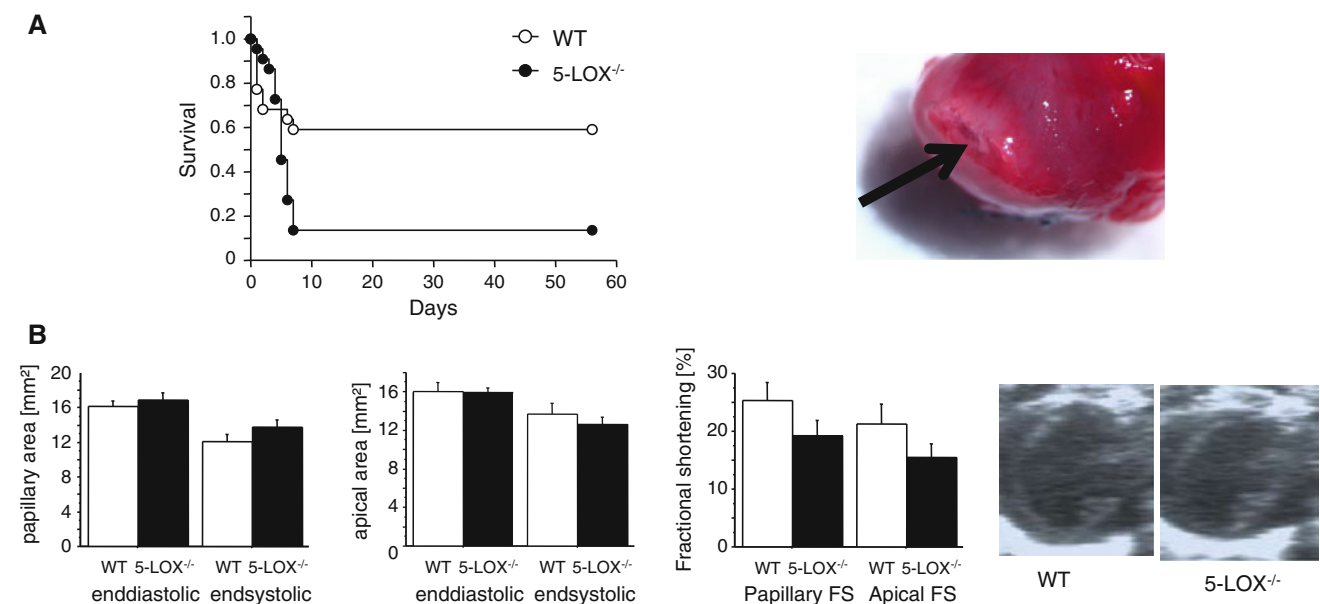 A
WT
5-LOX-/-
Survival
1.0
0.8
0.6
0.4
0.2
0
0 10 20 30 40 50 60
Days
B
papillary area [mm²]
20
16
12
8
4
0
WT 5-LOX-/- WT 5-LOX-/-
enddiastolic endsystolic
apical area [mm²]
16
12
8
4
0
WT 5-LOX-/- WT 5-LOX-/-
enddiastolic endsystolic
Fractional shortening [%]
30
20
10
0
WT 5-LOX-/- WT 5-LOX-/-
Papillary FS Apical FS
WT
5-LOX-/-